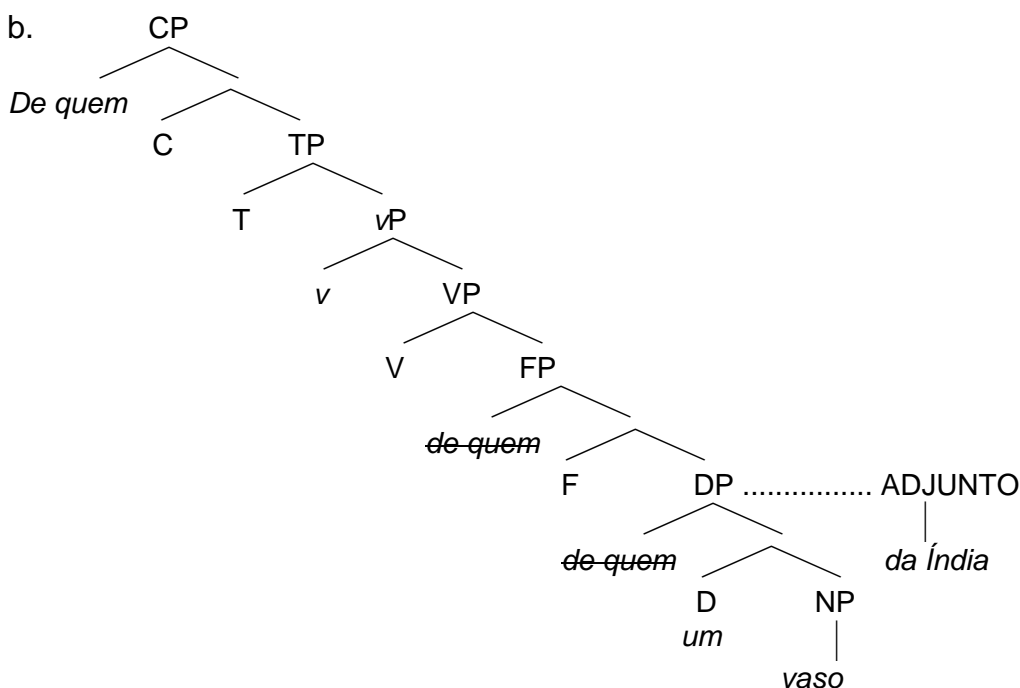 b. CP
De quem
C TP
T vP
v VP
V FP
de quem
F DP ................ ADJUNTO
de quem da Índia
D NP
um
vaso